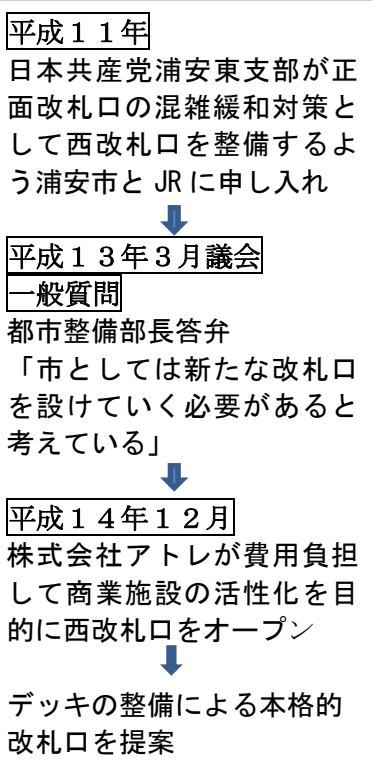 平成１１年
日本共産党浦安東支部が正
面改札口の混雑緩和対策と
して西改札口を整備するよ
う浦安市と JR に申し入れ
平成１３年３月議会
一般質問
都市整備部長答弁
「市としては新たな改札口
を設けていく必要があると
考えている」
平成１４年１２月
株式会社アトレが費用負担
して商業施設の活性化を目
的に西改札口をオープン
デッキの整備による本格的
改札口を提案